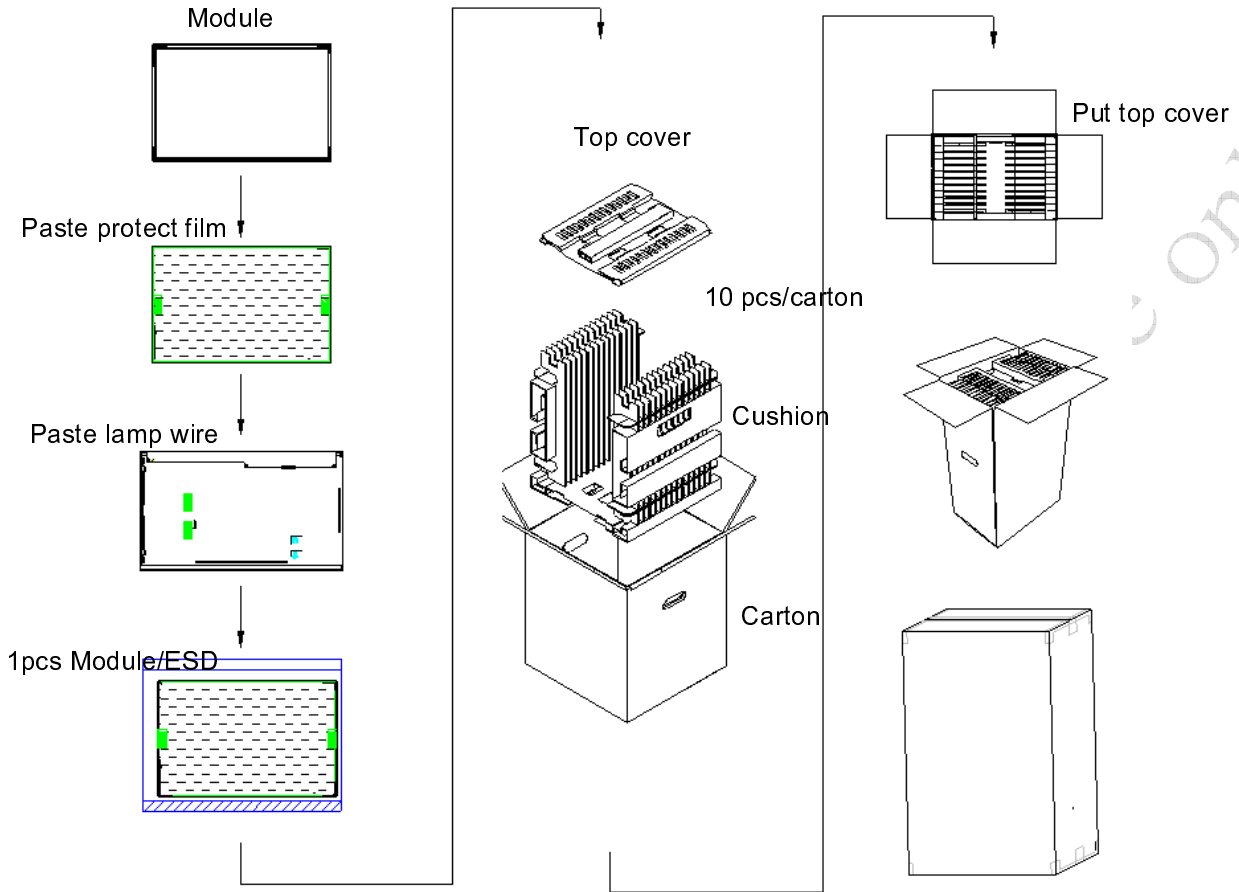 Module
Paste protect film
Paste lamp wire
1pcs Module/ESD
Top cover
10 pcs/carton
Cushion
Carton
Put top cover